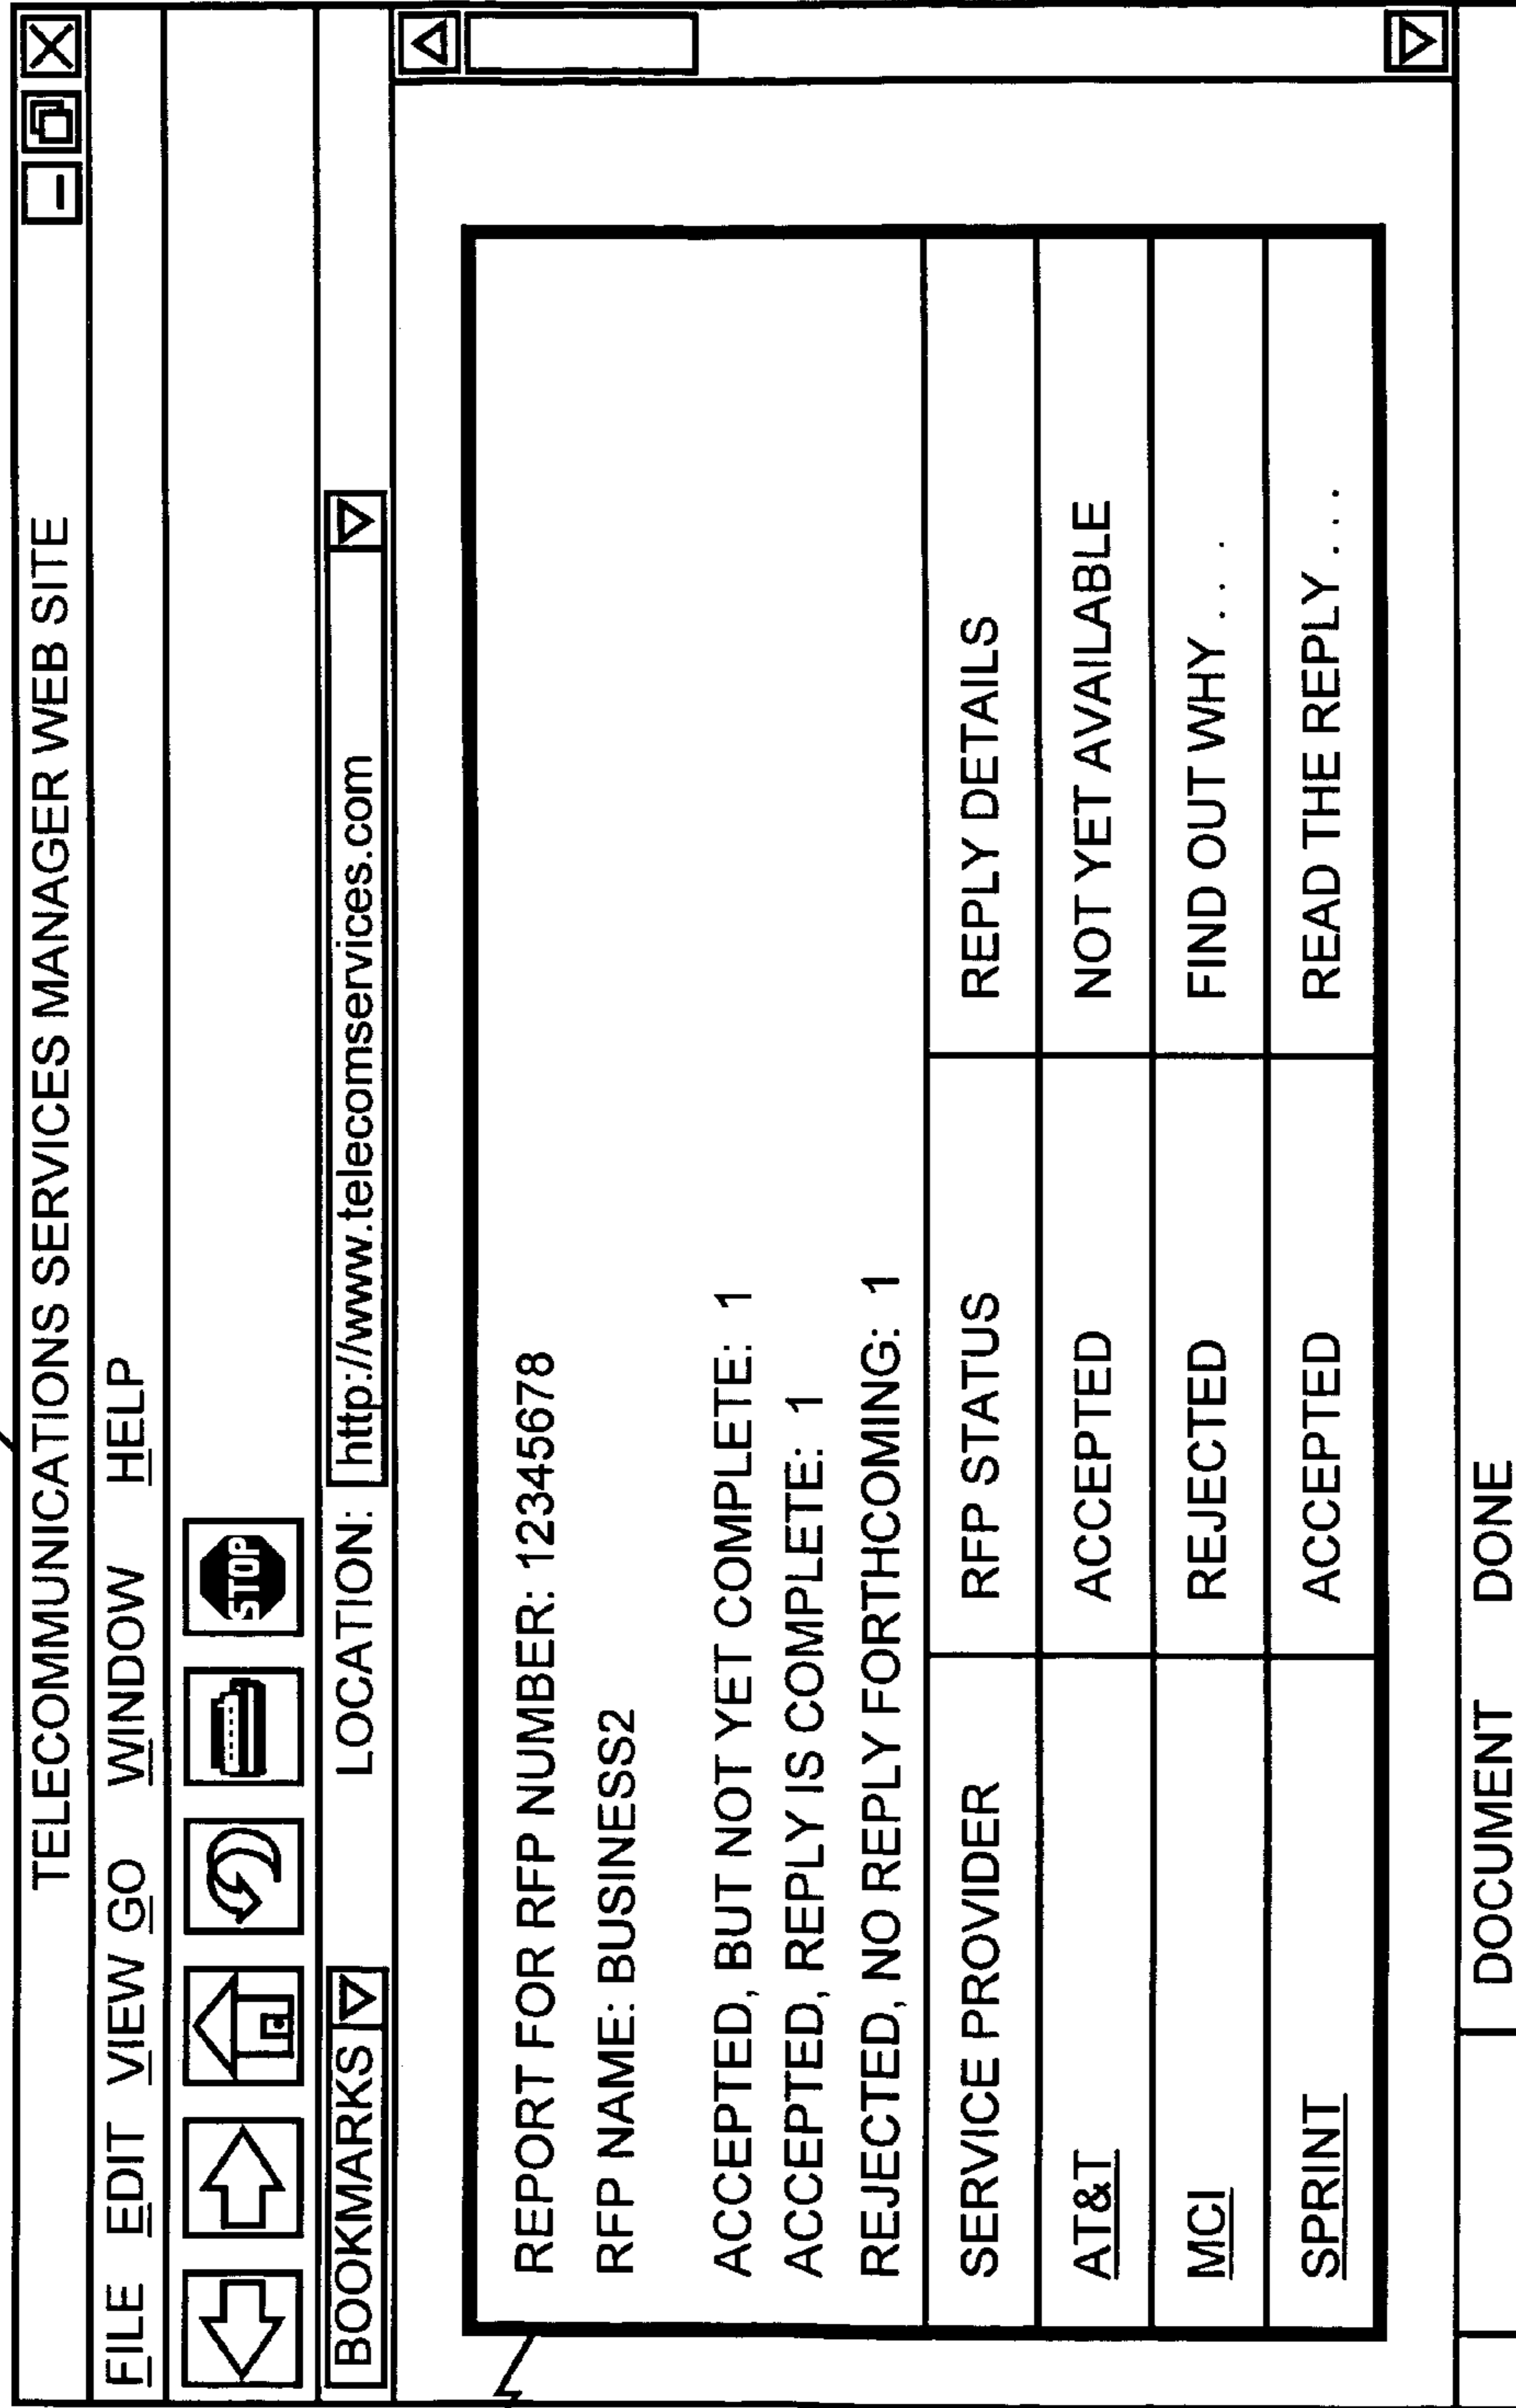 TELECOMMUNICATIONS SERVICES MANAGER WEB SITE
FILE EDIT VIEW GO WINDOW HELP
STOP
BOOKMARKS LOCATION: http://www.telecomservices.com
REPORT FOR RFP NUMBER: 12345678
RFP NAME: BUSINESS2
ACCEPTED, BUT NOT YET COMPLETE: 1
ACCEPTED, REPLY IS COMPLETE: 1
REJECTED, NO REPLY FORTHCOMING: 1
SERVICE PROVIDER RFP STATUS REPLY DETAILS
AT&T ACCEPTED NOT YET AVAILABLE
MCI REJECTED FIND OUT WHY . . .
SPRINT ACCEPTED READ THE REPLY . . .
DOCUMENT DONE